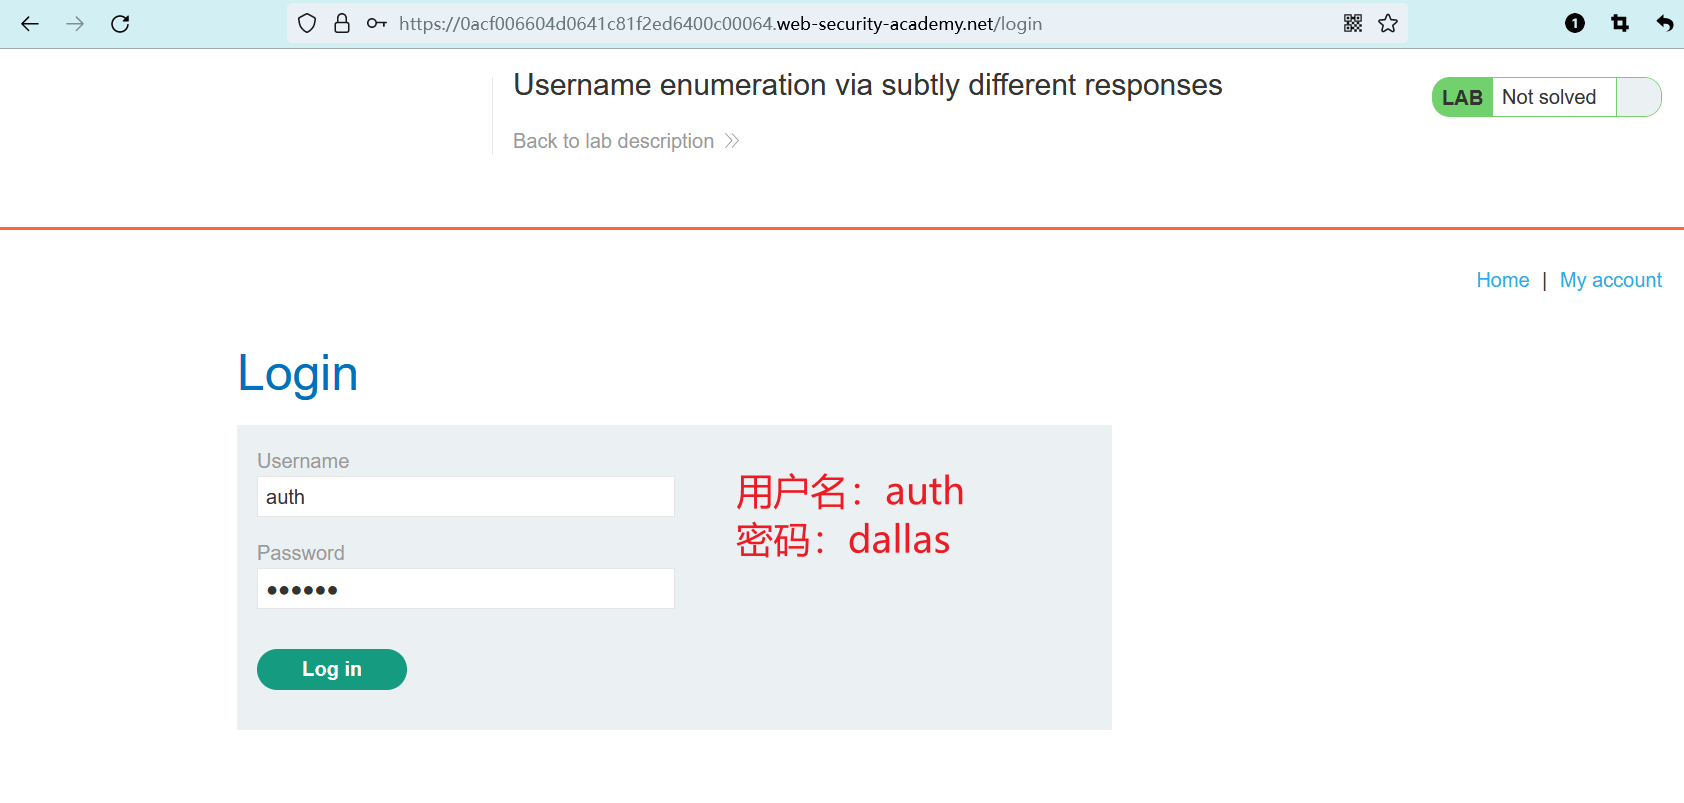 https://0acf006604d0641c81f2ed6400c00064.web-security-academy.net/login
1
Username enumeration via subtly different responses
LAB Not solved
Back to lab description
Home | My account
Login
Username
auth
用户名：auth
密码：dallas
Password
●●●●●●
Log in